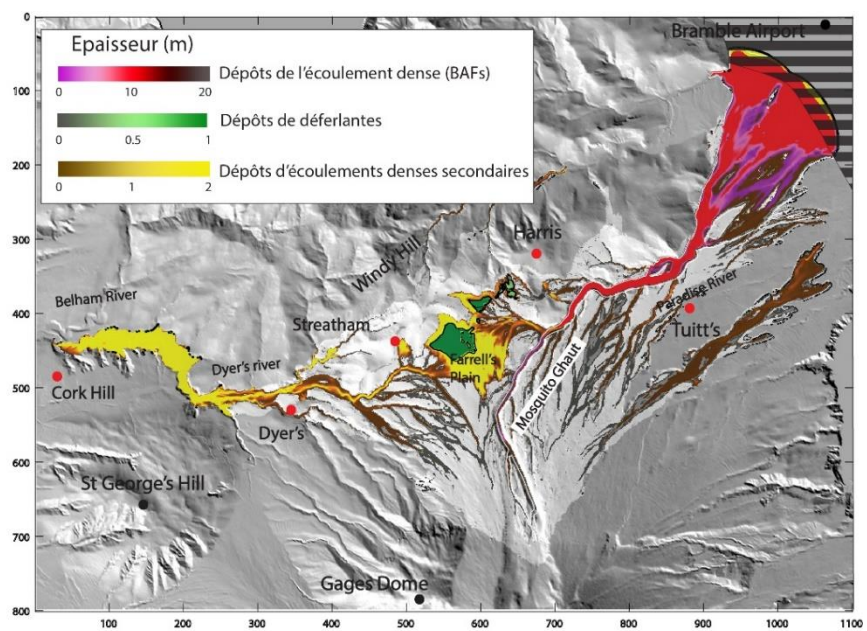 Bramble Airport
Epaisseur (m)
Dépôts de l'écoulement dense (BAFs)
0 10 20
Dépôts de déferlantes
0 0.5 1
Dépôts d'écoulements denses secondaires
0 1 2
0
100
200
300
400
500
600
700
800
Windy Hill
Harris
Belham River
Paradise River
Streatham
Tuitt's
Dyer's river
Farrell's
Plain
Mosquito Ghaut
Cork Hill
Dyer's
St George's Hill
Gages Dome
0 100 200 300 400 500 600 700 800 900 1000 1100